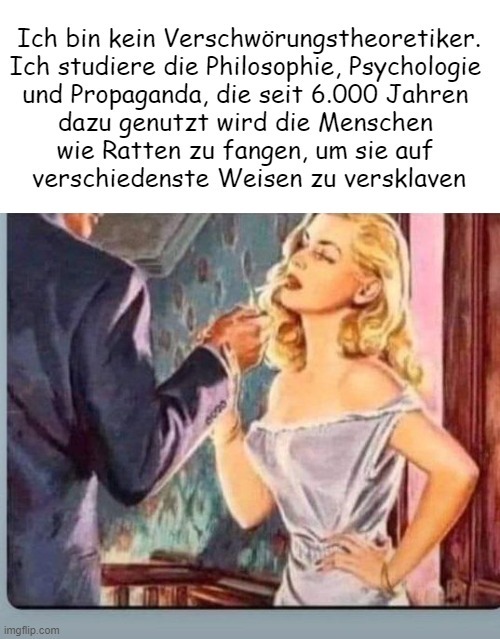 Ich bin kein Verschwörungstheoretiker.
Ich studiere die Philosophie, Psychologie
und Propaganda, die seit 6.000 Jahren
dazu genutzt wird die Menschen
wie Ratten zu fangen, um sie auf
verschiedenste Weisen zu versklaven
imgflip.com